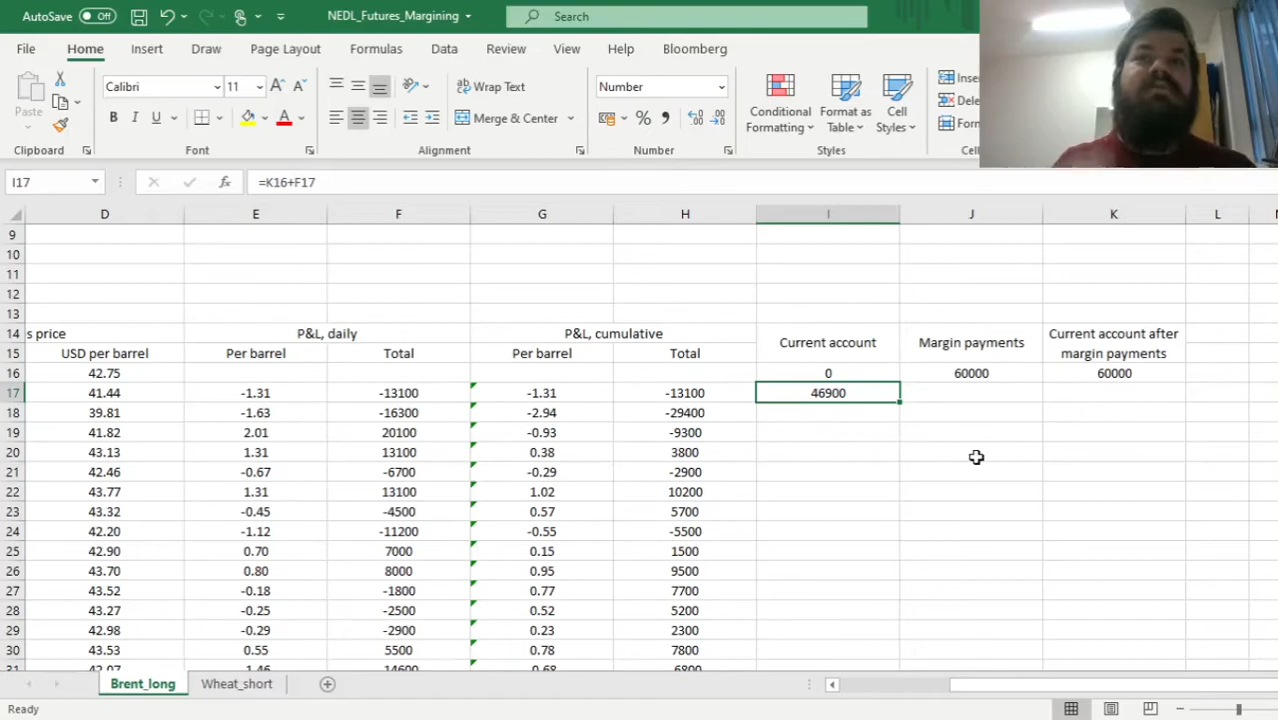 AutoSave Off NEDL_Futures_Margining Search
File Home Insert Draw Page Layout Formulas Data Review View Help Bloomberg
Paste Calibri 11 A A Wrap Text Number Conditional Formatting Format as Table Cell Styles Inse
B I U A Merge & Center % Dele
Form
Clipboard Font Alignment Number Styles
I17 fx =K16+F17
D E F G H I J K L
9
10
11
12
13
14 s price P&L, daily P&L, cumulative Current account Margin payments Current account after margin payments
15 USD per barrel Per barrel Total Per barrel Total
16 42.75 0 60000 60000
17 41.44 -1.31 -13100 -1.31 -13100 46900
18 39.81 -1.63 -16300 -2.94 -29400
19 41.82 2.01 20100 -0.93 -9300
20 43.13 1.31 13100 0.38 3800
21 42.46 -0.67 -6700 -0.29 -2900
22 43.77 1.31 13100 1.02 10200
23 43.32 -0.45 -4500 0.57 5700
24 42.20 -1.12 -11200 -0.55 -5500
25 42.90 0.70 7000 0.15 1500
26 43.70 0.80 8000 0.95 9500
27 43.52 -0.18 -1800 0.77 7700
28 43.27 -0.25 -2500 0.52 5200
29 42.98 -0.29 -2900 0.23 2300
30 43.53 0.55 5500 0.78 7800
31 42.07 -1.46 -14600 -0.68 -6800
Brent_long Wheat_short
Ready